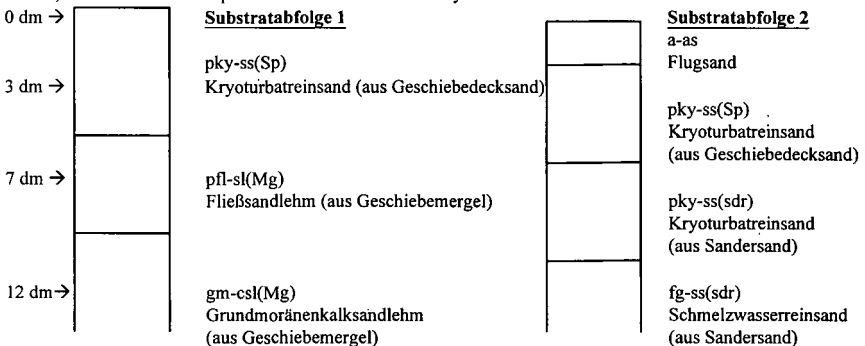 0 dm →
Substratabfolge 1
pky-ss(Sp)
3 dm →
Kryoturbatreinsand (aus Geschiebedecksand)
7 dm →
pfl-sl(Mg)
Fließsandlehm (aus Geschiebemergel)
12 dm→
gm-csl(Mg)
Grundmoränenkalksandlehm
(aus Geschiebemergel)
Substratabfolge 2
a-as
Flugsand
pky-ss(Sp)
Kryoturbatreinsand
(aus Geschiebedecksand)
pky-ss(sdr)
Kryoturbatreinsand
(aus Sandersand)
fg-ss(sdr)
Schmelzwasserreinsand
(aus Sandersand)